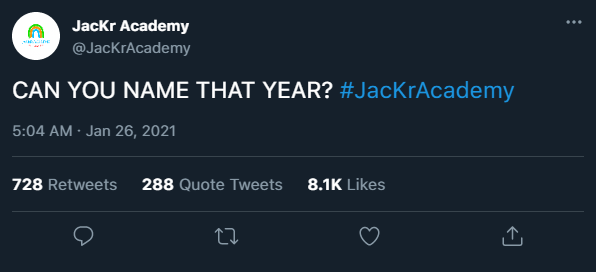 JacKr Academy
@JacKrAcademy
CAN YOU NAME THAT YEAR? #JacKrAcademy
5:04 AM · Jan 26, 2021
728 Retweets 288 Quote Tweets 8.1K Likes